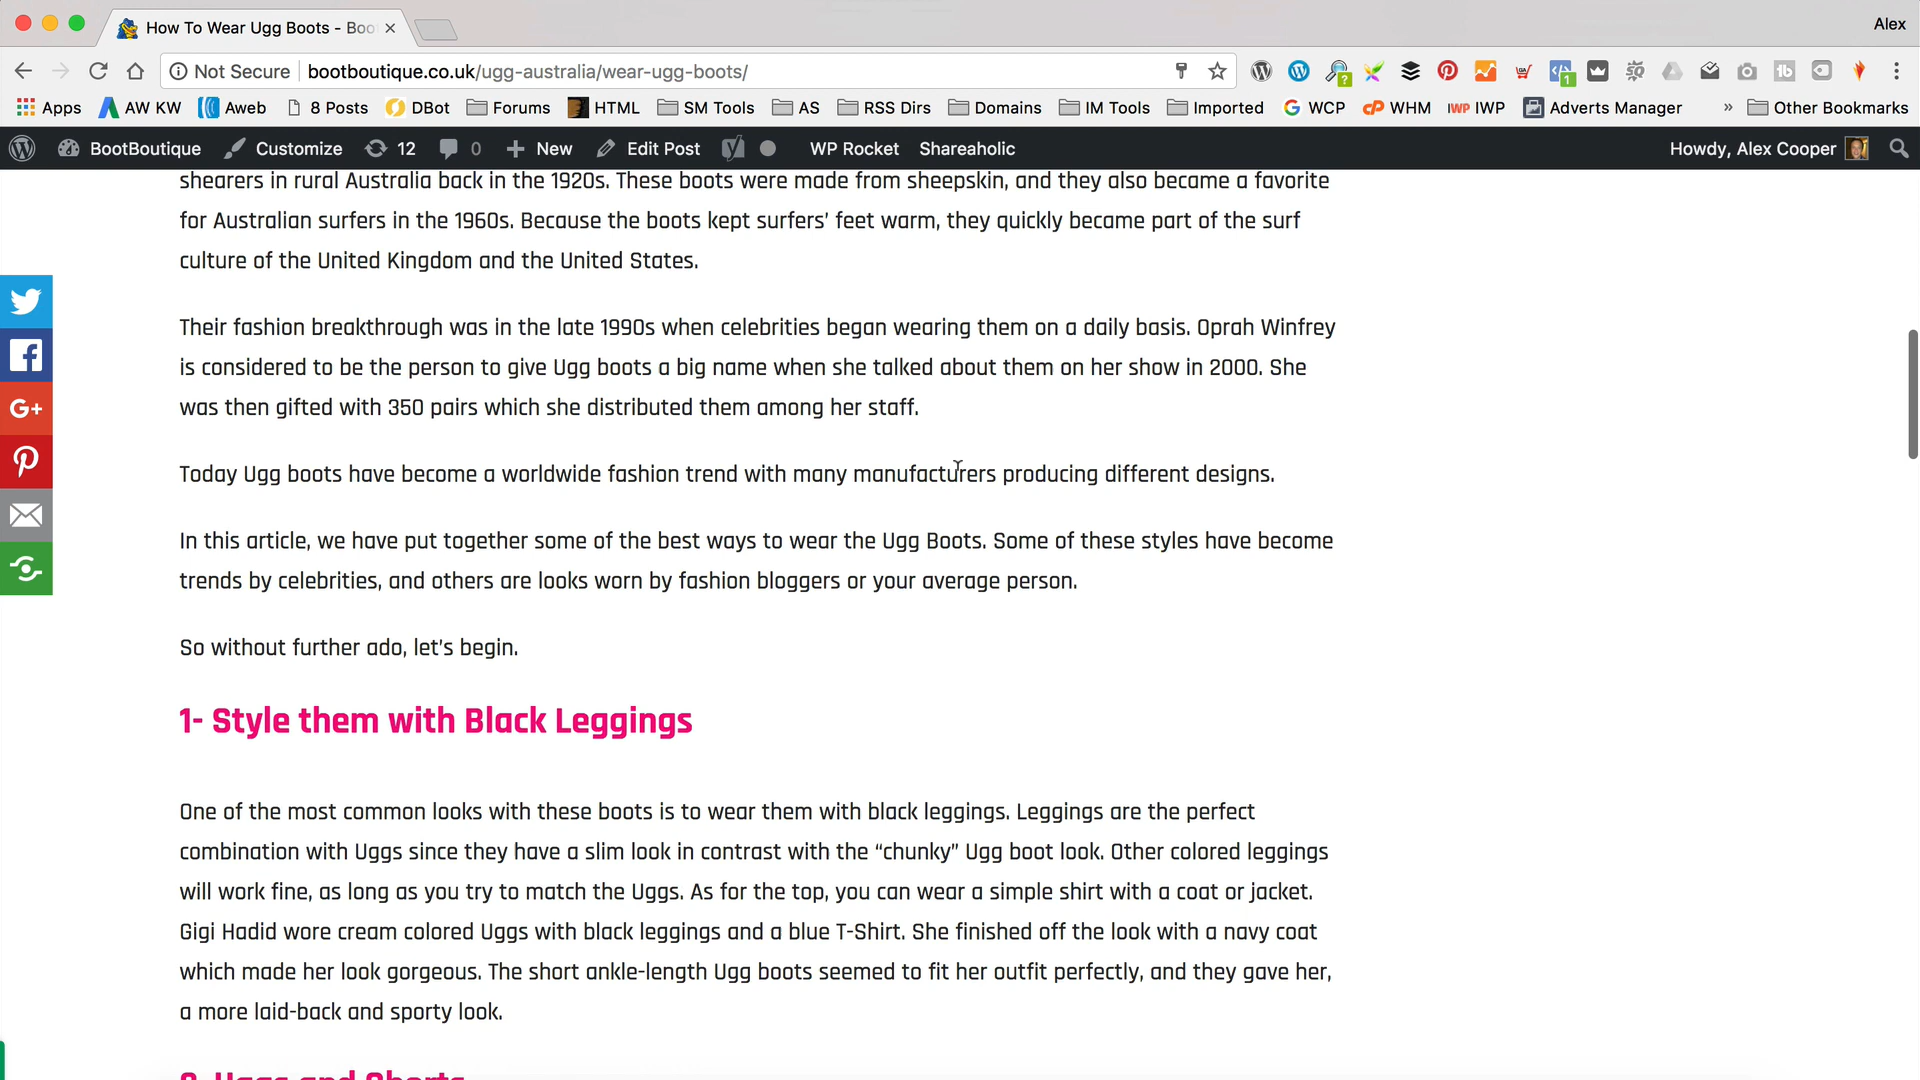 How To Wear Ugg Boots - Boo
Alex
Not Secure bootboutique.co.uk/ugg-australia/wear-ugg-boots/
Apps AW KW Aweb 8 Posts DBot Forums HTML SM Tools AS RSS Dirs Domains IM Tools Imported WCP WHM IWP IWP Adverts Manager » Other Bookmarks
BootBoutique Customize 12 0 New Edit Post WP Rocket Shareaholic Howdy, Alex Cooper
shearers in rural Australia back in the 1920s. These boots were made from sheepskin, and they also became a favorite
for Australian surfers in the 1960s. Because the boots kept surfers’ feet warm, they quickly became part of the surf
culture of the United Kingdom and the United States.
Their fashion breakthrough was in the late 1990s when celebrities began wearing them on a daily basis. Oprah Winfrey
is considered to be the person to give Ugg boots a big name when she talked about them on her show in 2000. She
was then gifted with 350 pairs which she distributed them among her staff.
Today Ugg boots have become a worldwide fashion trend with many manufacturers producing different designs.
In this article, we have put together some of the best ways to wear the Ugg Boots. Some of these styles have become
trends by celebrities, and others are looks worn by fashion bloggers or your average person.
So without further ado, let’s begin.
1- Style them with Black Leggings
One of the most common looks with these boots is to wear them with black leggings. Leggings are the perfect
combination with Uggs since they have a slim look in contrast with the “chunky” Ugg boot look. Other colored leggings
will work fine, as long as you try to match the Uggs. As for the top, you can wear a simple shirt with a coat or jacket.
Gigi Hadid wore cream colored Uggs with black leggings and a blue T-Shirt. She finished off the look with a navy coat
which made her look gorgeous. The short ankle-length Ugg boots seemed to fit her outfit perfectly, and they gave her,
a more laid-back and sporty look.
2- Uggs and Shorts